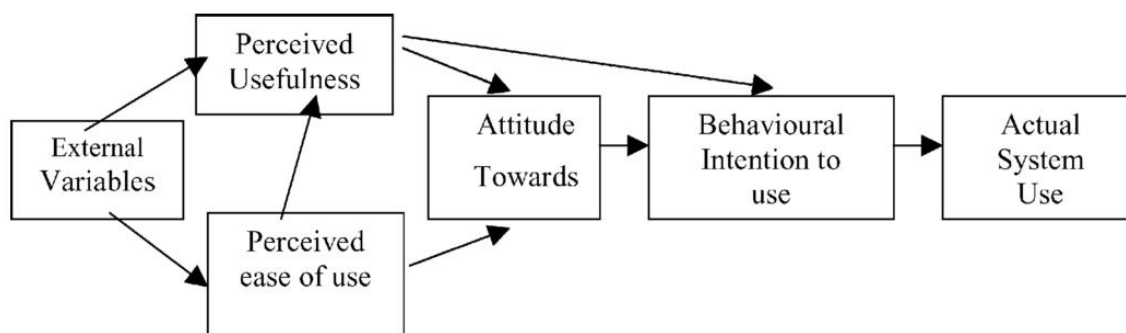 Perceived
Usefulness
External
Variables
Perceived
ease of use
Attitude
Towards
Behavioural
Intention to
use
Actual
System
Use